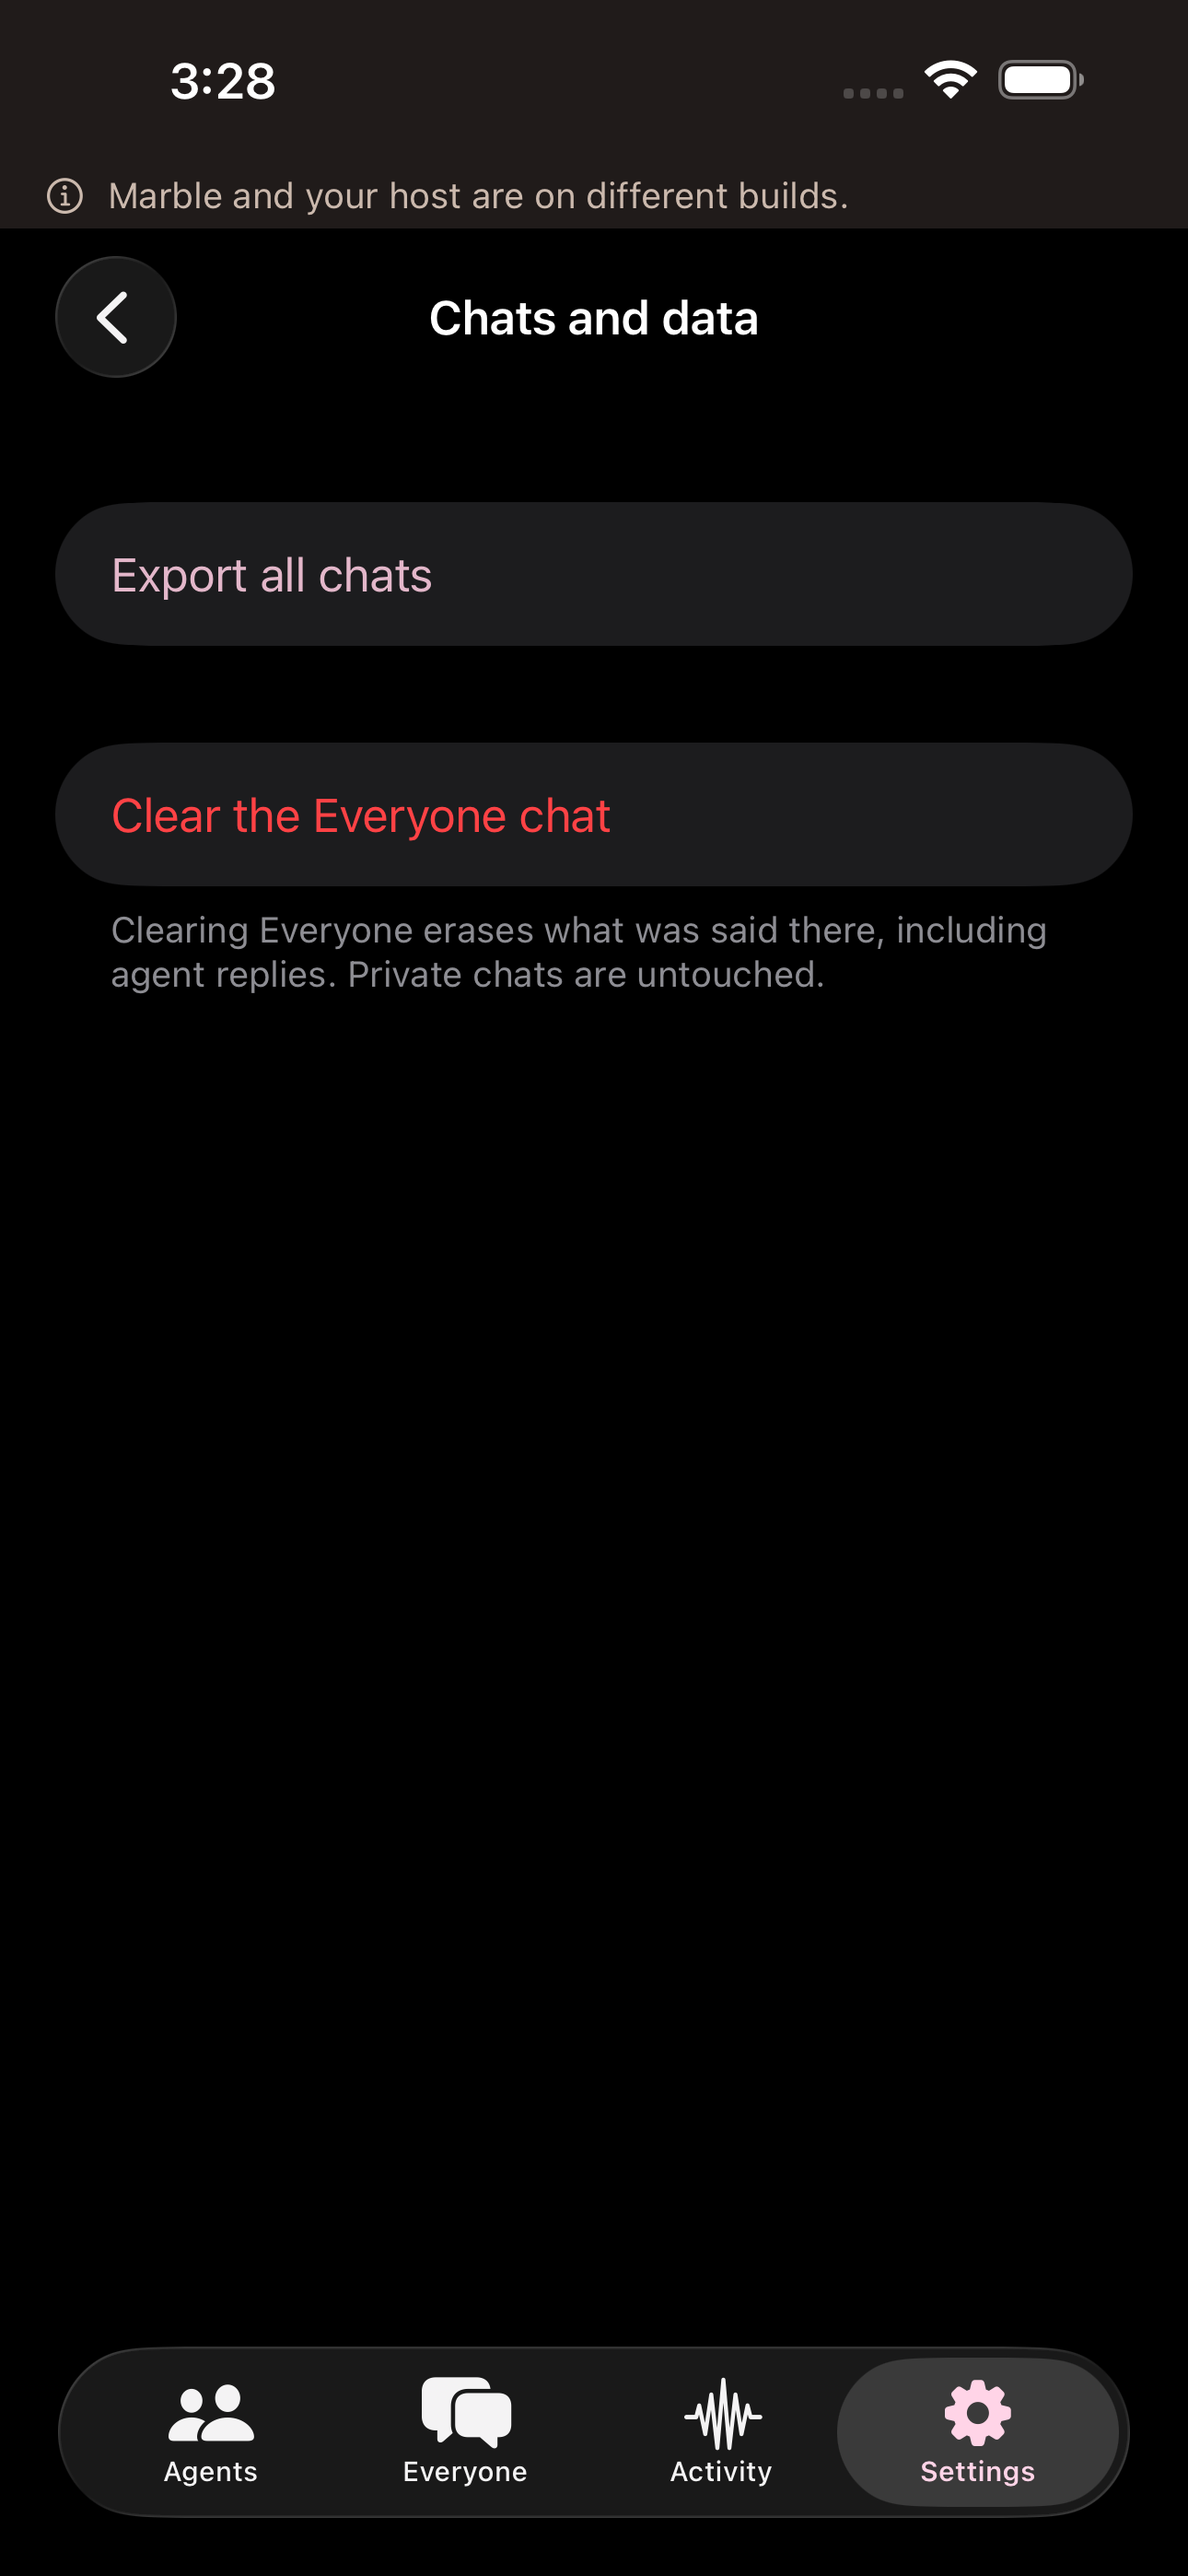 3:28
Marble and your host are on different builds.
Chats and data
Export all chats
Clear the Everyone chat
Clearing Everyone erases what was said there, including
agent replies. Private chats are untouched.
Agents
Everyone
Activity
Settings